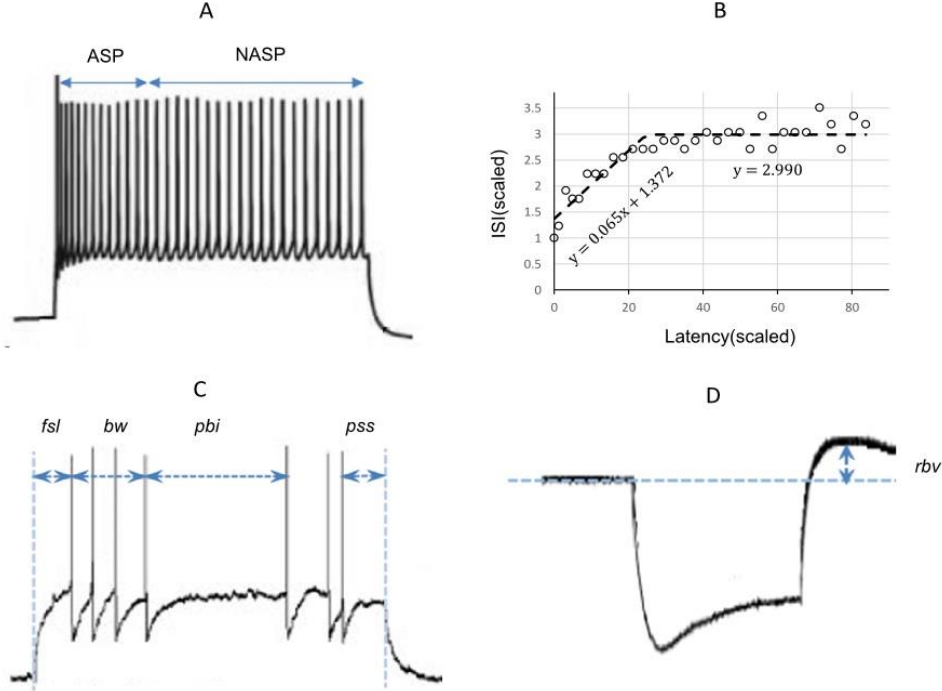 A
ASP NASP
B
3.5
3
2.5
2
1.5
1
0.5
0
0 20 40 60 80
ISI(scaled)
Latency(scaled)
y = 0.065x + 1.372
y = 2.990
C
fsl bw pbi pss
D
rbv